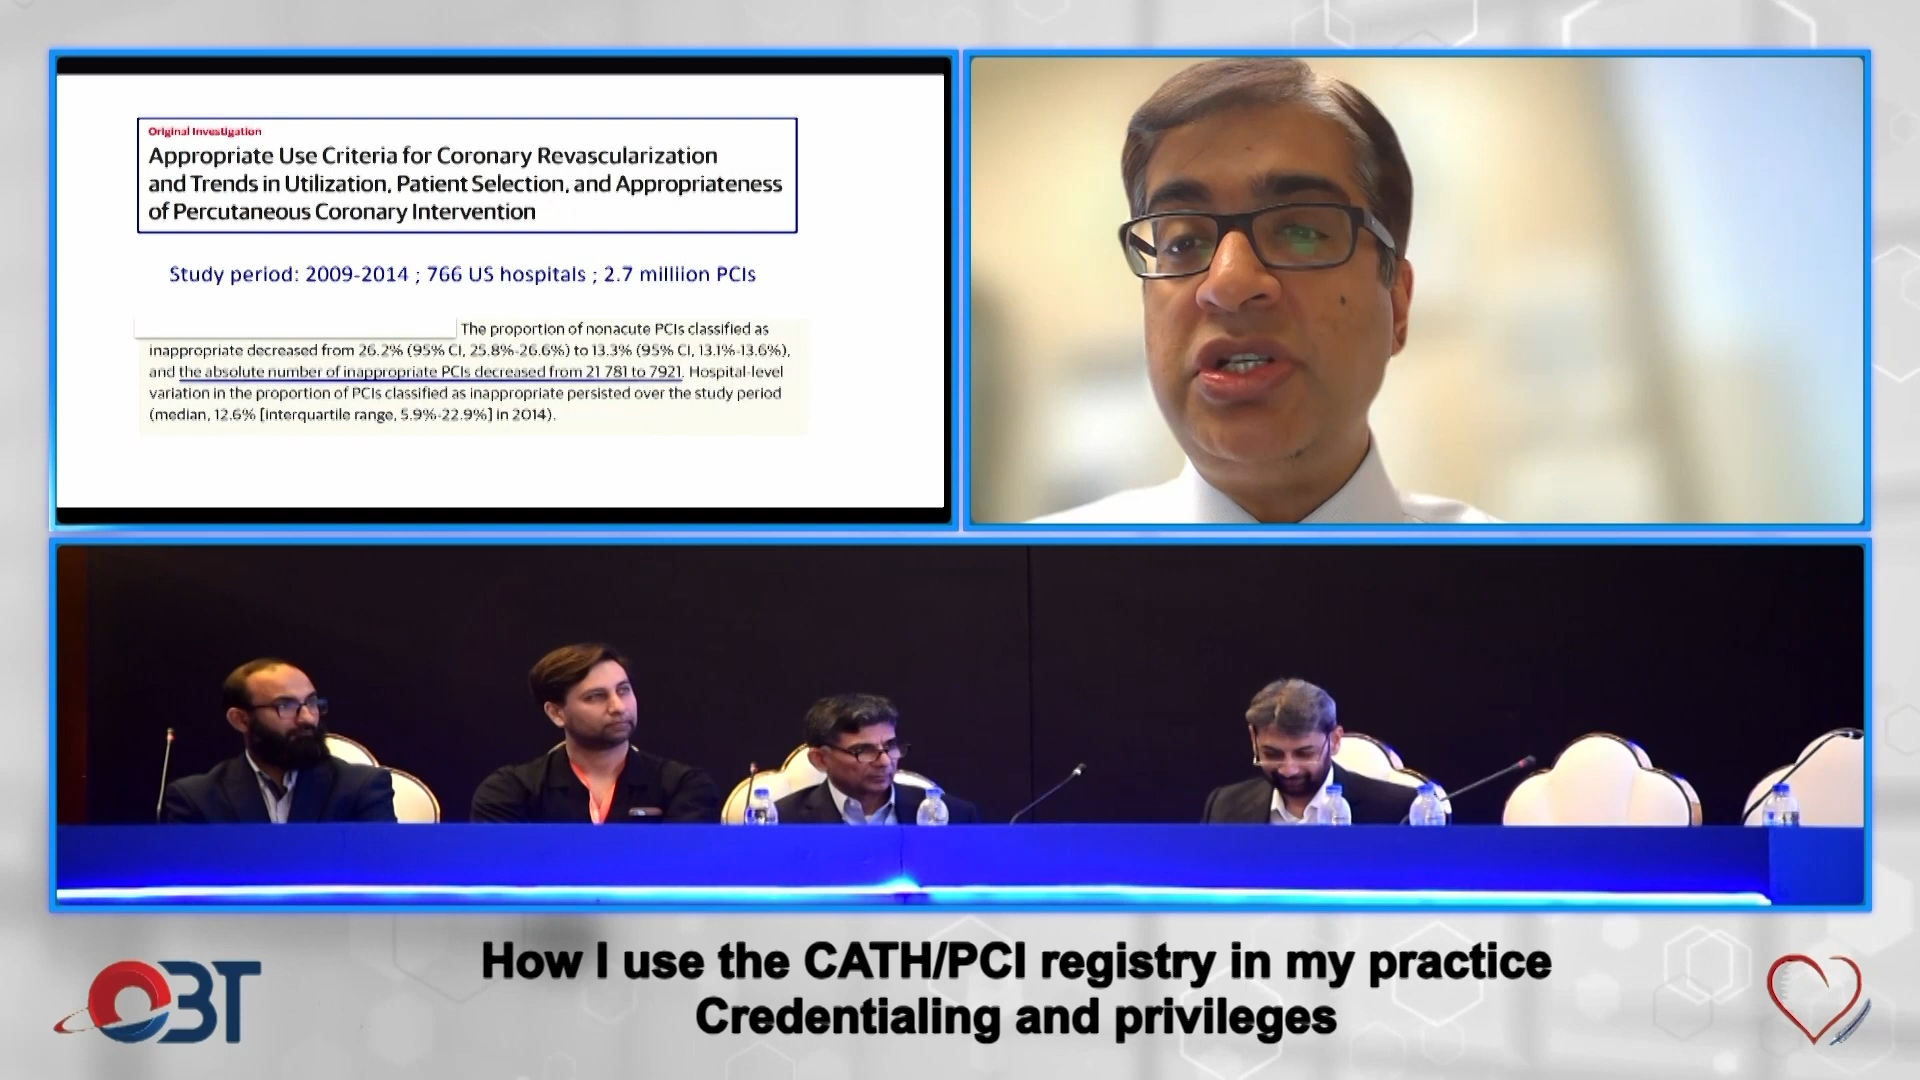 Original Investigation
Appropriate Use Criteria for Coronary Revascularization
and Trends in Utilization, Patient Selection, and Appropriateness
of Percutaneous Coronary Intervention
Study period: 2009-2014 ; 766 US hospitals ; 2.7 milliion PCIs
The proportion of nonacute PCIs classified as
inappropriate decreased from 26.2% (95% CI, 25.8%-26.6%) to 13.3% (95% CI, 13.1%-13.6%),
and the absolute number of inappropriate PCIs decreased from 21 781 to 7921. Hospital-level
variation in the proportion of PCIs classified as inappropriate persisted over the study period
(median, 12.6% [interquartile range, 5.9%-22.9%] in 2014).
OBT
How I use the CATH/PCI registry in my practice
Credentialing and privileges